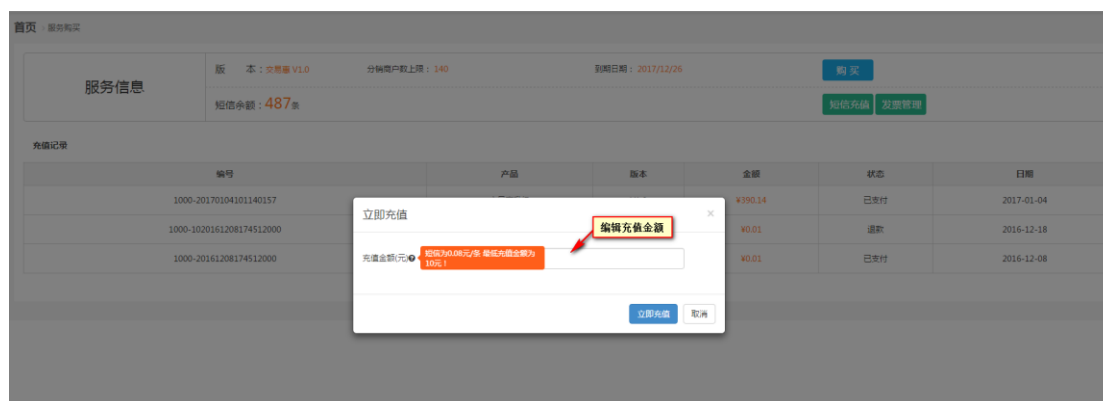 首页 服务购买
服务信息
版 本：交易宝 V1.0 分销商户数上限：140 到期日期：2017/12/26 购 买
短信余额：487条 短信充值 发票管理
充值记录
编号 产品 版本 金额 状态 日期
1000-20170104101140157 ¥390.14 已支付 2017-01-04
1000-1020161208174512000 ¥0.01 退款 2016-12-18
1000-20161208174512000 ¥0.01 已支付 2016-12-08
立即充值 ×
编辑充值金额
充值金额(元)
短信为0.08元/条 最低充值金额为
10元！
立即充值 取消